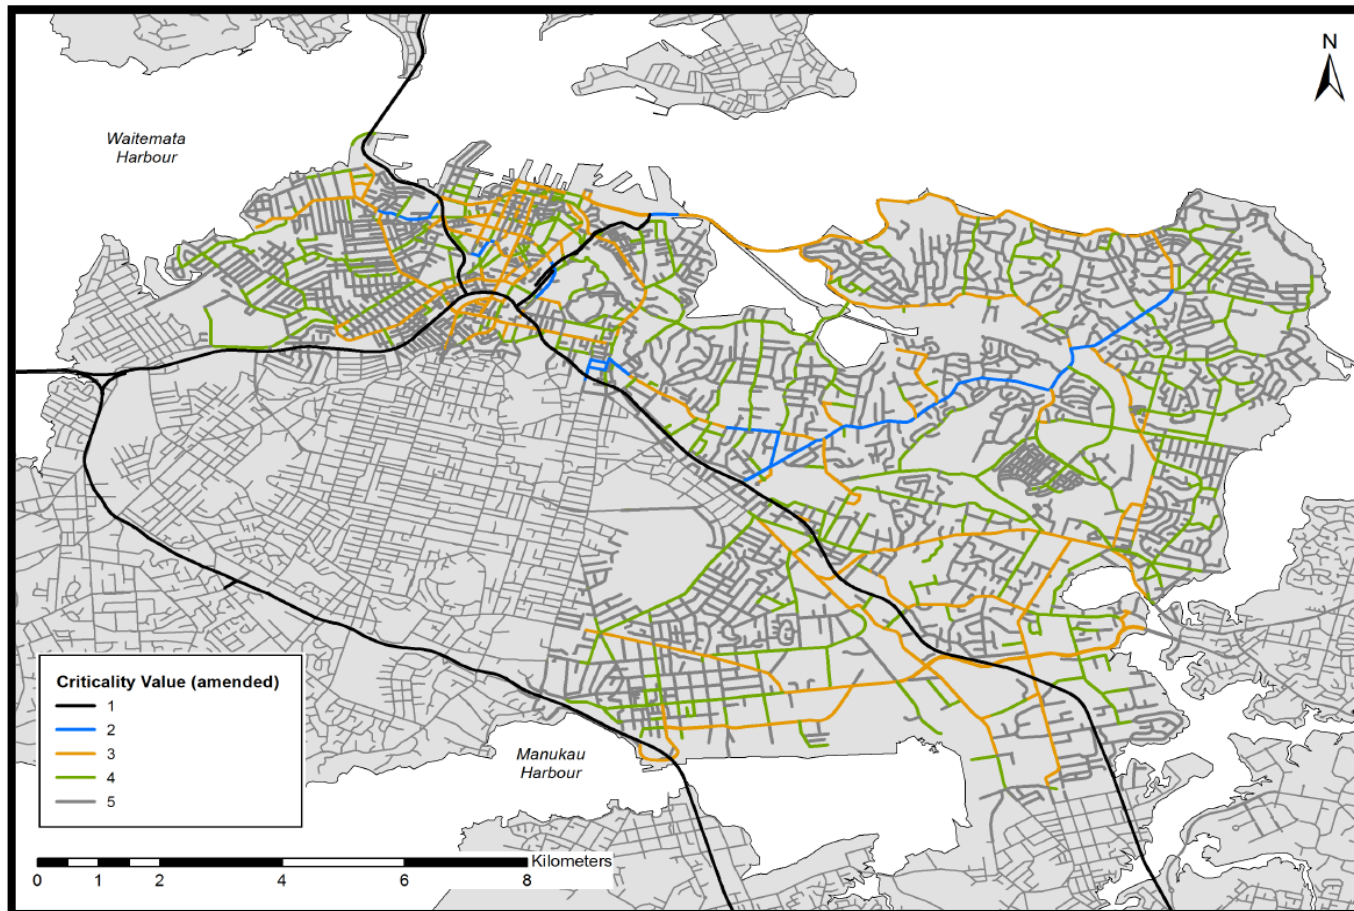 N
Waitemata
Harbour
Criticality Value (amended)
1
2
3
4
5
Manukau
Harbour
Kilometers
0 1 2 4 6 8